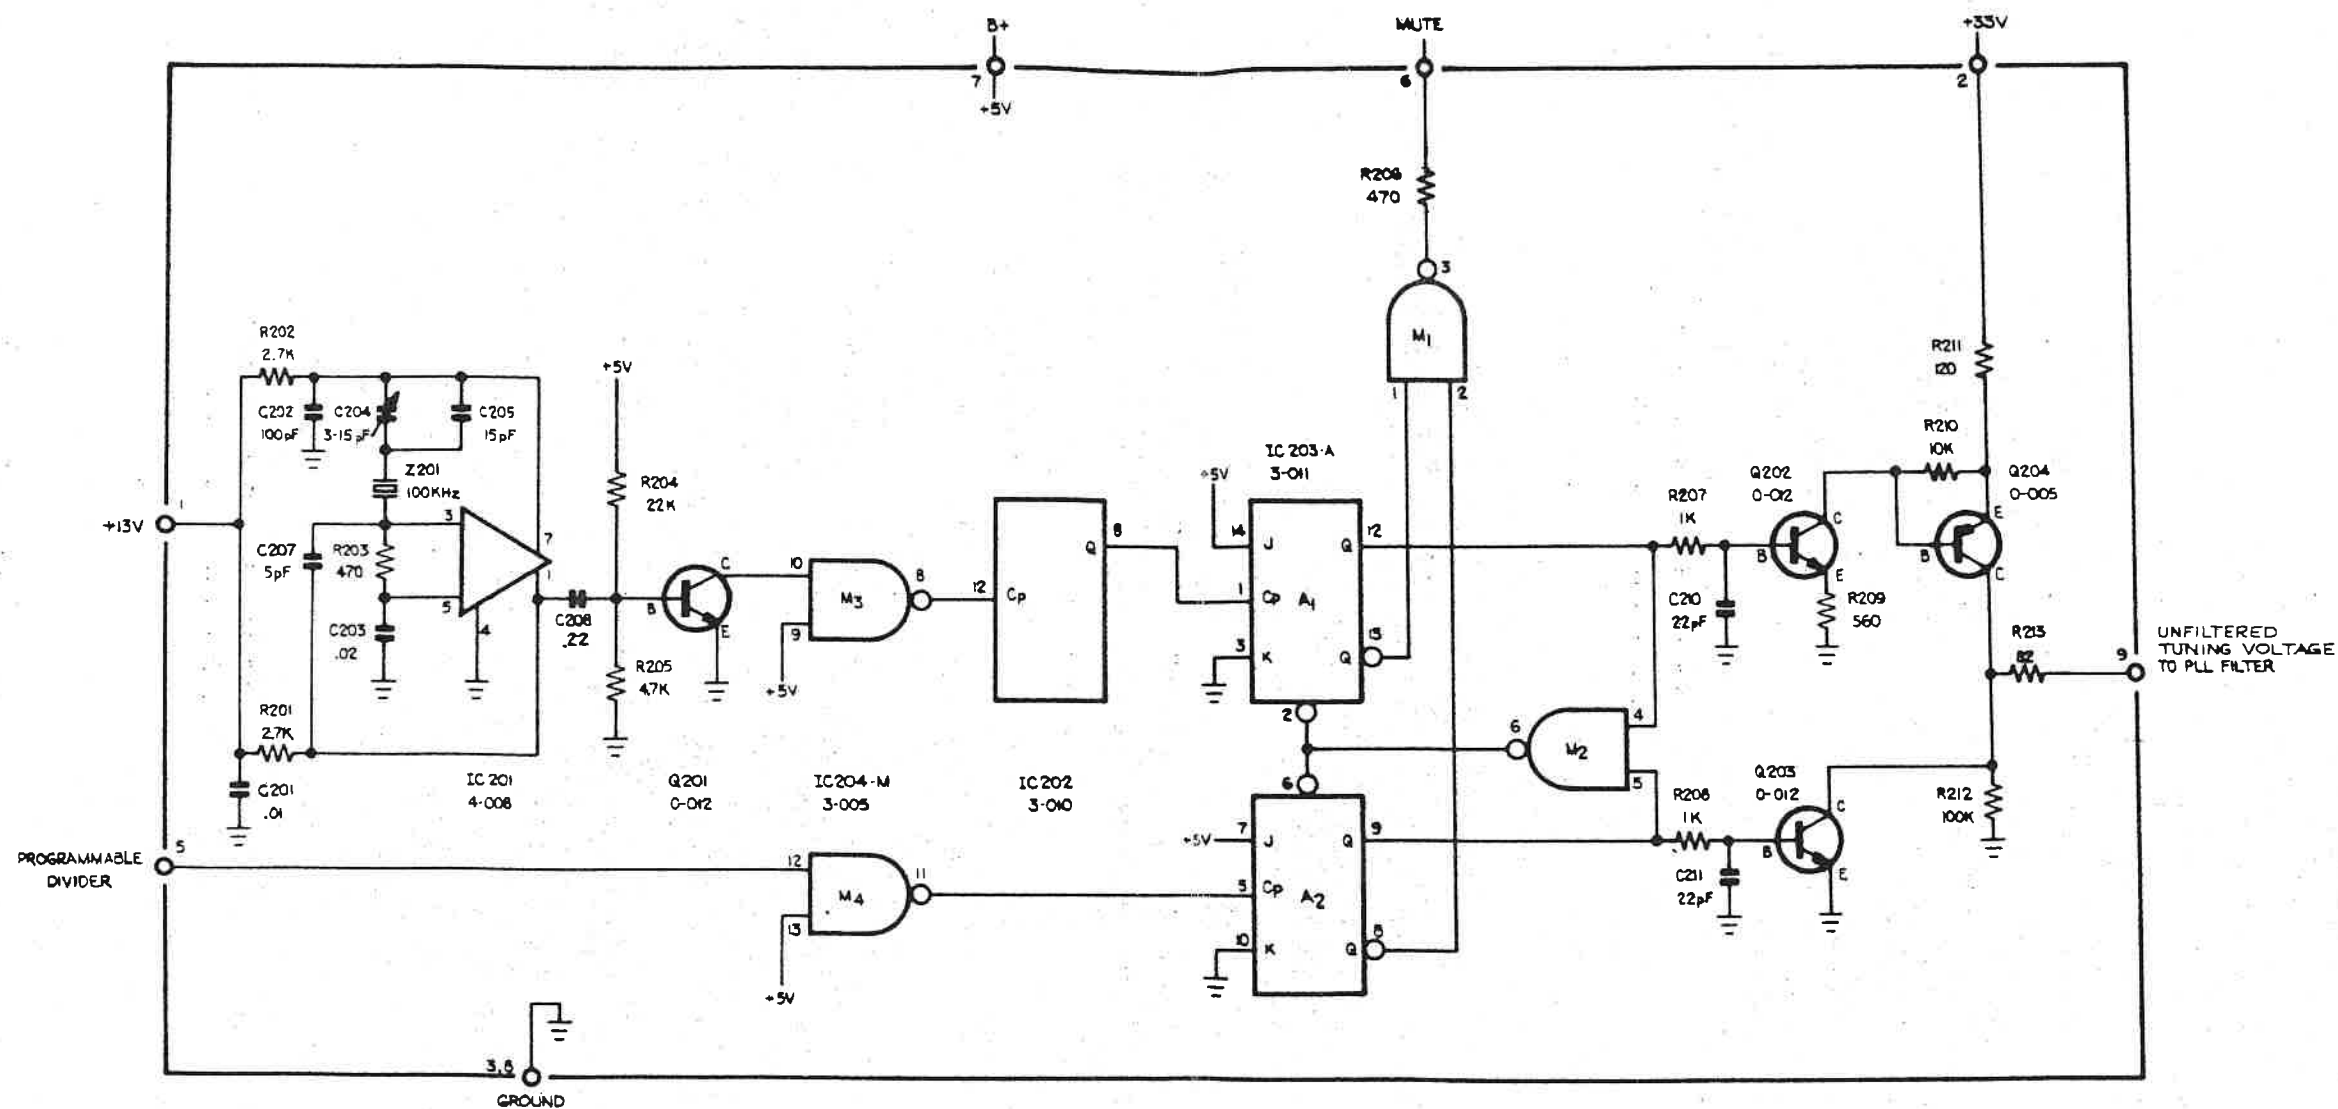 B+
7
+5V
MUTE
6
+33V
2
R206
470
3
M1
1
2
R202
2.7K
C202
100pF
C204
3-15pF
C205
15pF
Z201
100KHz
+13V
1
C207
5pF
R203
470
3
5
7
1
4
C203
.02
R201
2.7K
C201
.01
IC201
4-008
+5V
R204
22K
C208
.22
R205
4.7K
B
C
E
Q201
0-012
10
9
M3
8
+5V
IC204-M
3-005
12
Cp
Q
8
IC202
3-010
IC203-A
3-011
+5V
14
J
Q
12
1
Cp
A1
3
K
Q
13
2
6
M2
6
4
5
+5V
7
J
Q
9
5
Cp
A2
10
K
Q
8
R207
1K
C210
22pF
Q202
0-012
B
C
E
R209
560
R211
120
R210
10K
Q204
0-005
E
B
C
R213
82
9
UNFILTERED
TUNING VOLTAGE
TO PLL FILTER
R208
1K
C211
22pF
Q203
0-012
B
C
E
R212
100K
PROGRAMMABLE
DIVIDER
5
12
13
M4
11
+5V
3,8
GROUND